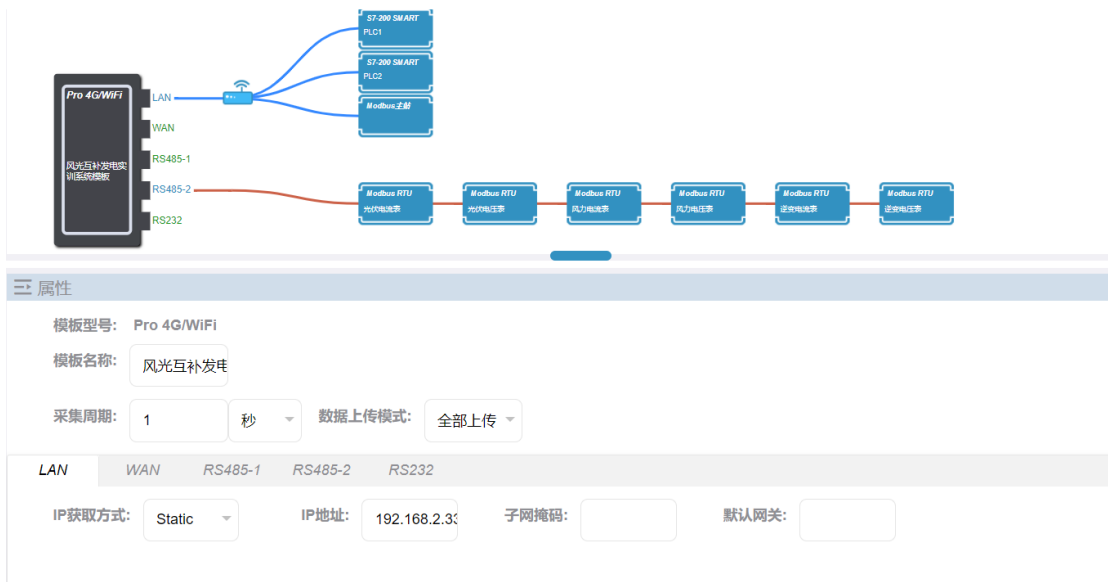 S7-200 SMART
PLC1
S7-200 SMART
PLC2
Modbus主站
Pro 4G/WiFi
风光互补发电实
训系统模板
LAN
WAN
RS485-1
RS485-2
RS232
Modbus RTU
光伏电流表
Modbus RTU
光伏电压表
Modbus RTU
风力电流表
Modbus RTU
风力电压表
Modbus RTU
逆变电流表
Modbus RTU
逆变电压表
属性
模板型号: Pro 4G/WiFi
模板名称: 风光互补发电
采集周期: 1 秒 数据上传模式: 全部上传
LAN WAN RS485-1 RS485-2 RS232
IP获取方式: Static IP地址: 192.168.2.33 子网掩码: 默认网关: